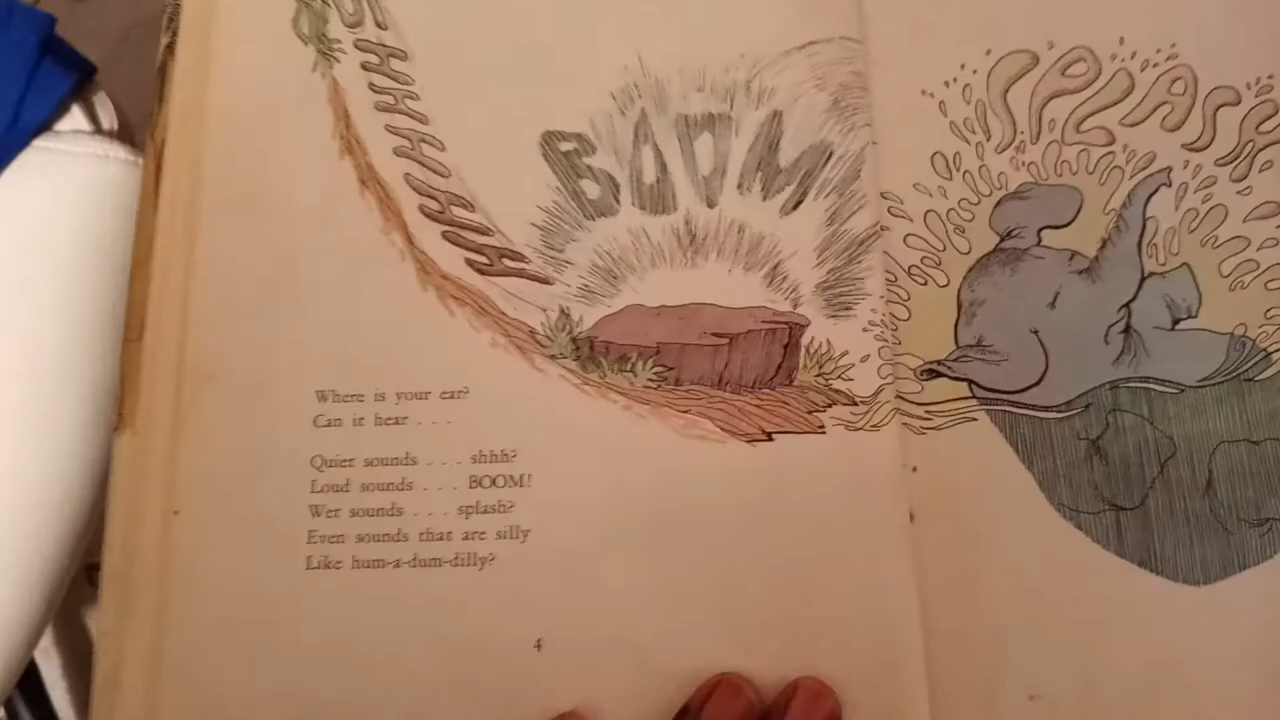 SHHHHHHH
BOOM
SPLASH
Where is your ear?
Can it hear . . .
Quiet sounds . . . shhh?
Loud sounds . . . BOOM!
Wet sounds . . . splash?
Even sounds that are silly
Like hum-a-dum-dilly?
4